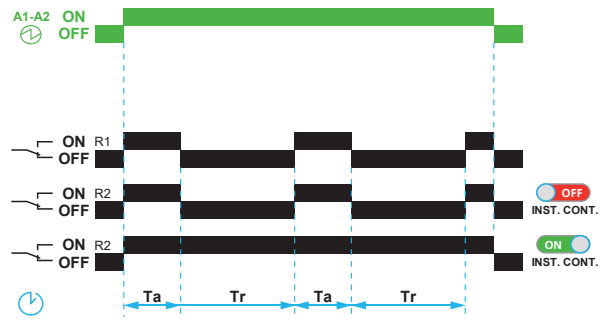 A1-A2 ON
OFF
ON R1
OFF
ON R2
OFF
OFF
INST. CONT.
ON R2
OFF
ON
INST. CONT.
Ta Tr Ta Tr